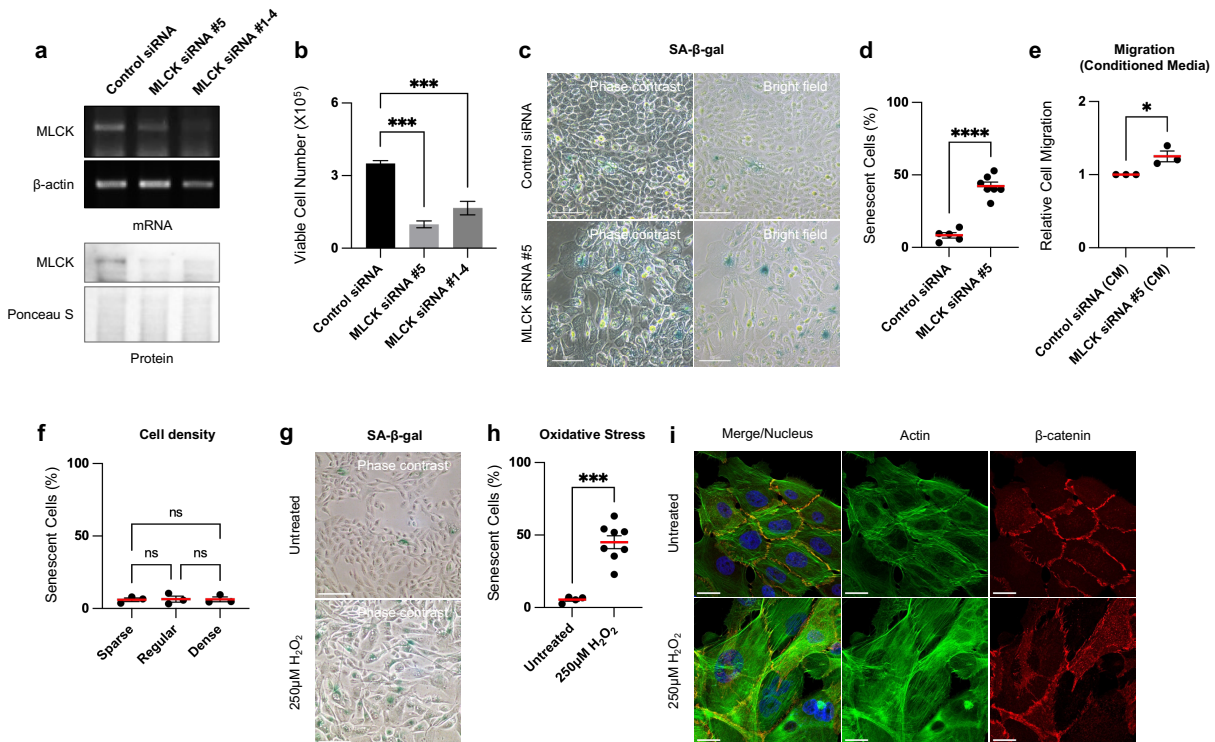 a
Control siRNA
MLCK siRNA #5
MLCK siRNA #1-4
MLCK
β-actin
mRNA
MLCK
Ponceau S
Protein
b
Viable Cell Number (X10⁵)
6
3
0
***
***
Control siRNA
MLCK siRNA #5
MLCK siRNA #1-4
c
SA-β-gal
Control siRNA
Phase contrast
Bright field
MLCK siRNA #5
Phase contrast
Bright field
d
Senescent Cells (%)
100
50
0
****
Control siRNA
MLCK siRNA #5
e
Migration
(Conditioned Media)
Relative Cell Migration
2
1
0
*
Control siRNA (CM)
MLCK siRNA #5 (CM)
f
Cell density
Senescent Cells (%)
100
50
0
ns
ns
ns
Sparse
Regular
Dense
g
SA-β-gal
Untreated
Phase contrast
250µM H₂O₂
Phase contrast
h
Oxidative Stress
Senescent Cells (%)
100
50
0
***
Untreated
250µM H₂O₂
i
Merge/Nucleus
Actin
β-catenin
Untreated
250µM H₂O₂